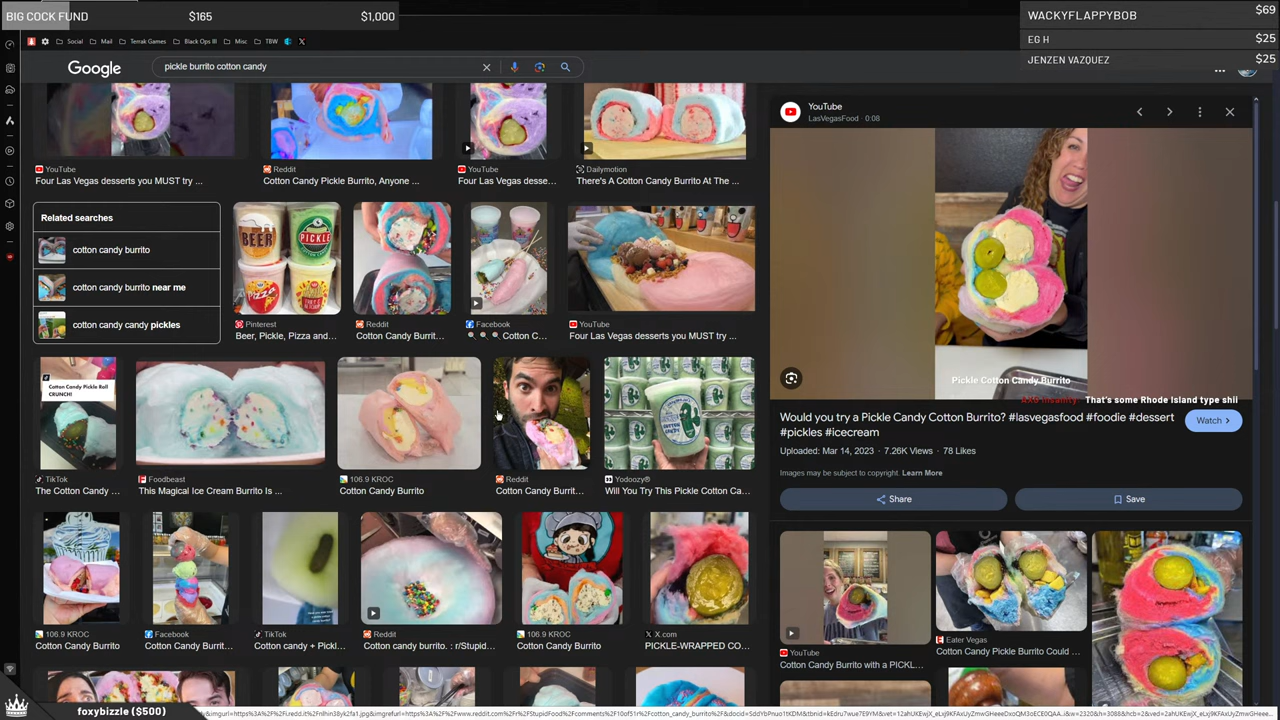 BIG COCK FUND
$165
$1,000
WACKYFLAPPYBOB
$69
EG H
$25
JENZEN VAZQUEZ
$25
Social
Mail
Terrak Games
Black Ops III
Misc
TBW
Google
pickle burrito cotton candy
YouTube
Four Las Vegas desserts you MUST try ...
Reddit
Cotton Candy Pickle Burrito, Anyone ...
YouTube
Four Las Vegas desse...
Dailymotion
There's A Cotton Candy Burrito At The ...
Related searches
cotton candy burrito
cotton candy burrito near me
cotton candy candy pickles
BEER
PICKLE
Pinterest
Beer, Pickle, Pizza and...
Reddit
Cotton Candy Burrit...
Facebook
Cotton C...
YouTube
Four Las Vegas desserts you MUST try ...
Cotton Candy Pickle Roll
CRUNCH!
TikTok
The Cotton Candy ...
Foodbeast
This Magical Ice Cream Burrito Is ...
106.9 KROC
Cotton Candy Burrito
Reddit
Cotton Candy Burrit...
Yodoozy®
Will You Try This Pickle Cotton Ca...
106.9 KROC
Cotton Candy Burrito
Facebook
Cotton Candy Burrit...
TikTok
Cotton candy + Pickl...
Reddit
cotton candy burrito. : r/Stupid...
106.9 KROC
Cotton Candy Burrito
X.com
PICKLE-WRAPPED CO...
YouTube
LasVegasFood · 0:08
Pickle Cotton Candy Burrito
That's some Rhode Island type shii
Would you try a Pickle Candy Cotton Burrito? #lasvegasfood #foodie #dessert
#pickles #icecream
Watch
Uploaded: Mar 14, 2023 · 7.26K Views · 78 Likes
Images may be subject to copyright. Learn More
Share
Save
YouTube
Cotton Candy Burrito with a PICKL...
Eater Vegas
Cotton Candy Pickle Burrito Could ...
foxybizzle ($500)